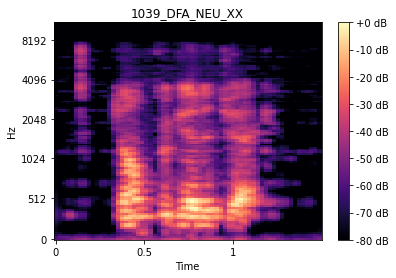 1039_DFA_NEU_XX
8192
4096
2048
1024
512
0
Hz
0
0.5
1
Time
+0 dB
-10 dB
-20 dB
-30 dB
-40 dB
-50 dB
-60 dB
-70 dB
-80 dB